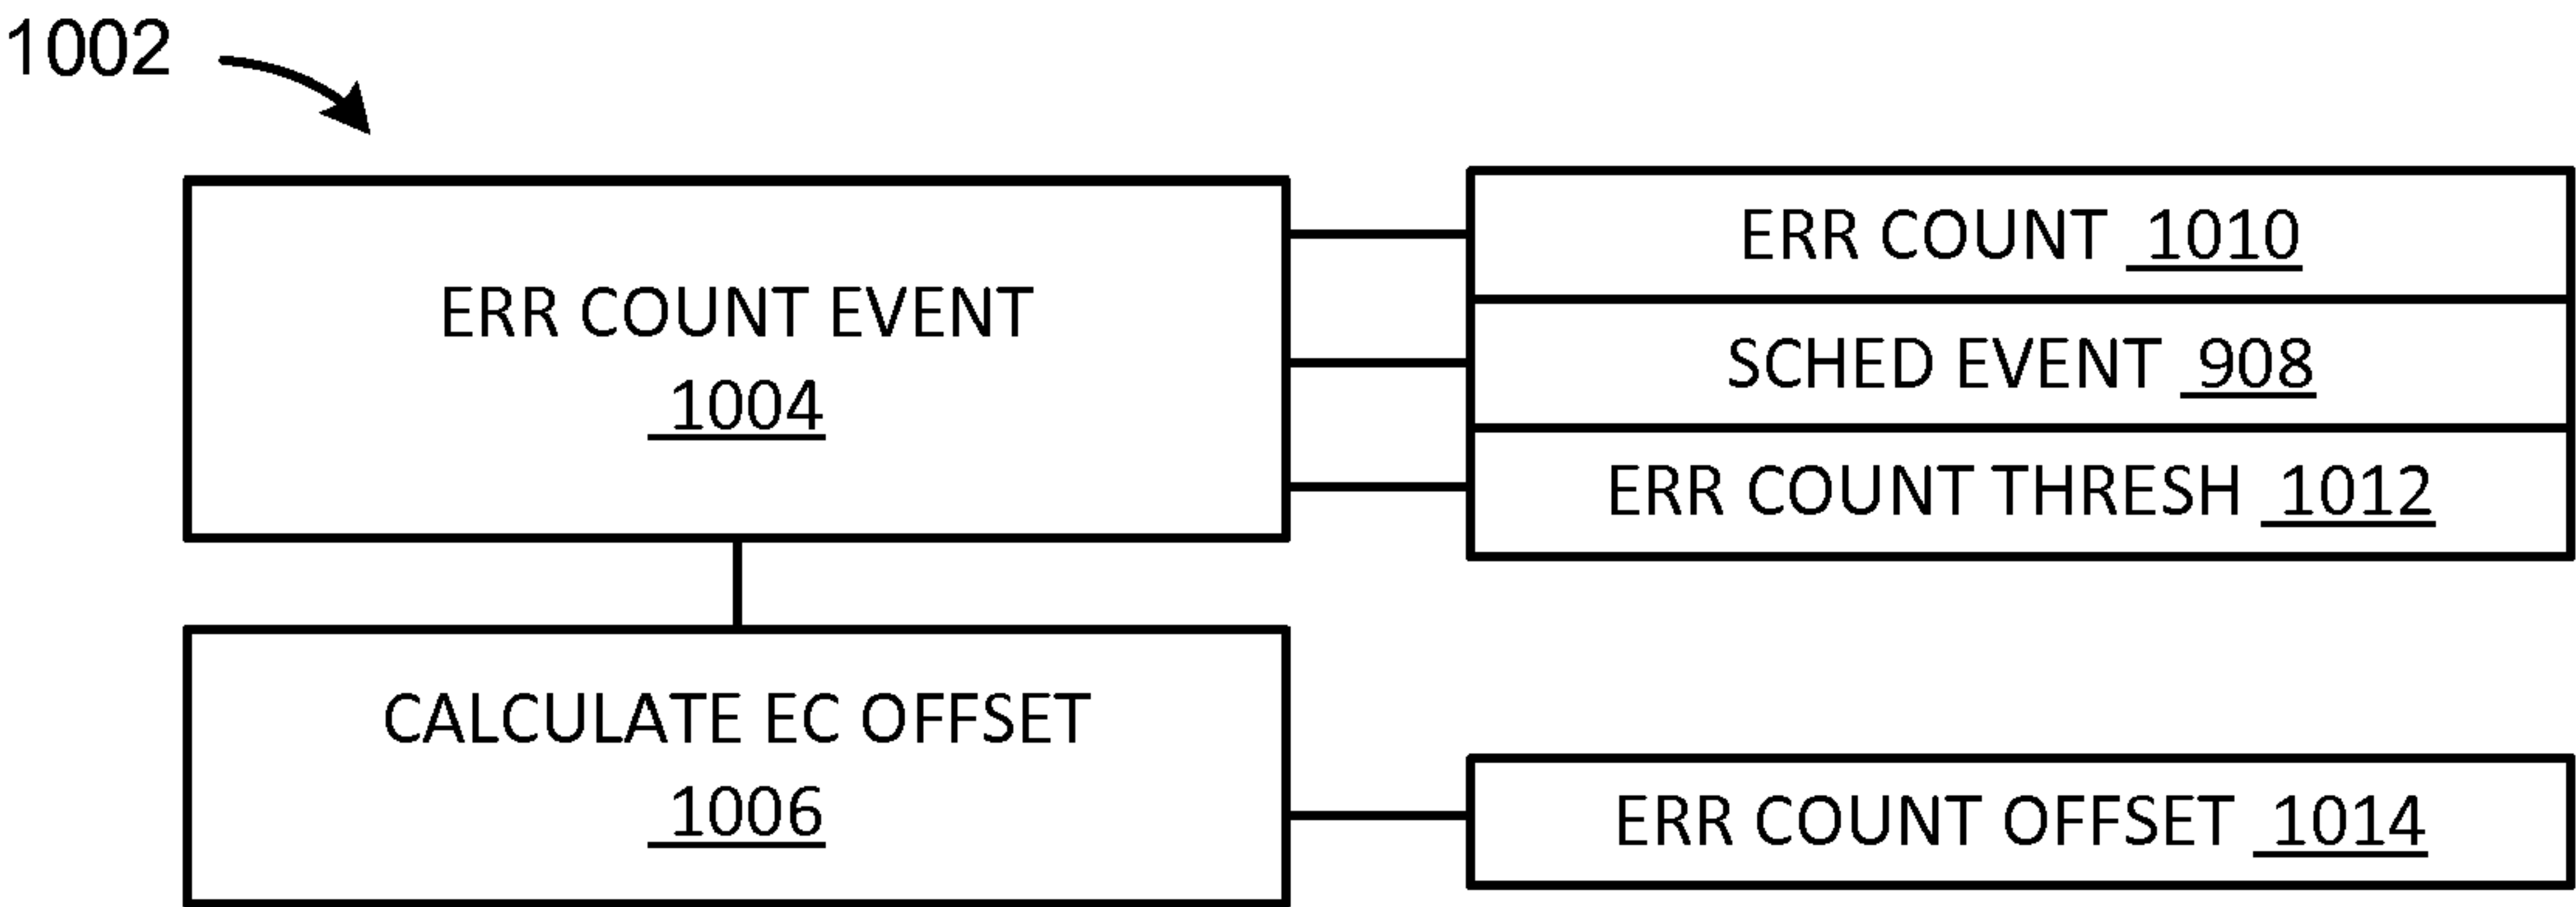 1002
ERR COUNT EVENT
1004
ERR COUNT 1010
SCHED EVENT 908
ERR COUNT THRESH 1012
CALCULATE EC OFFSET
1006
ERR COUNT OFFSET 1014